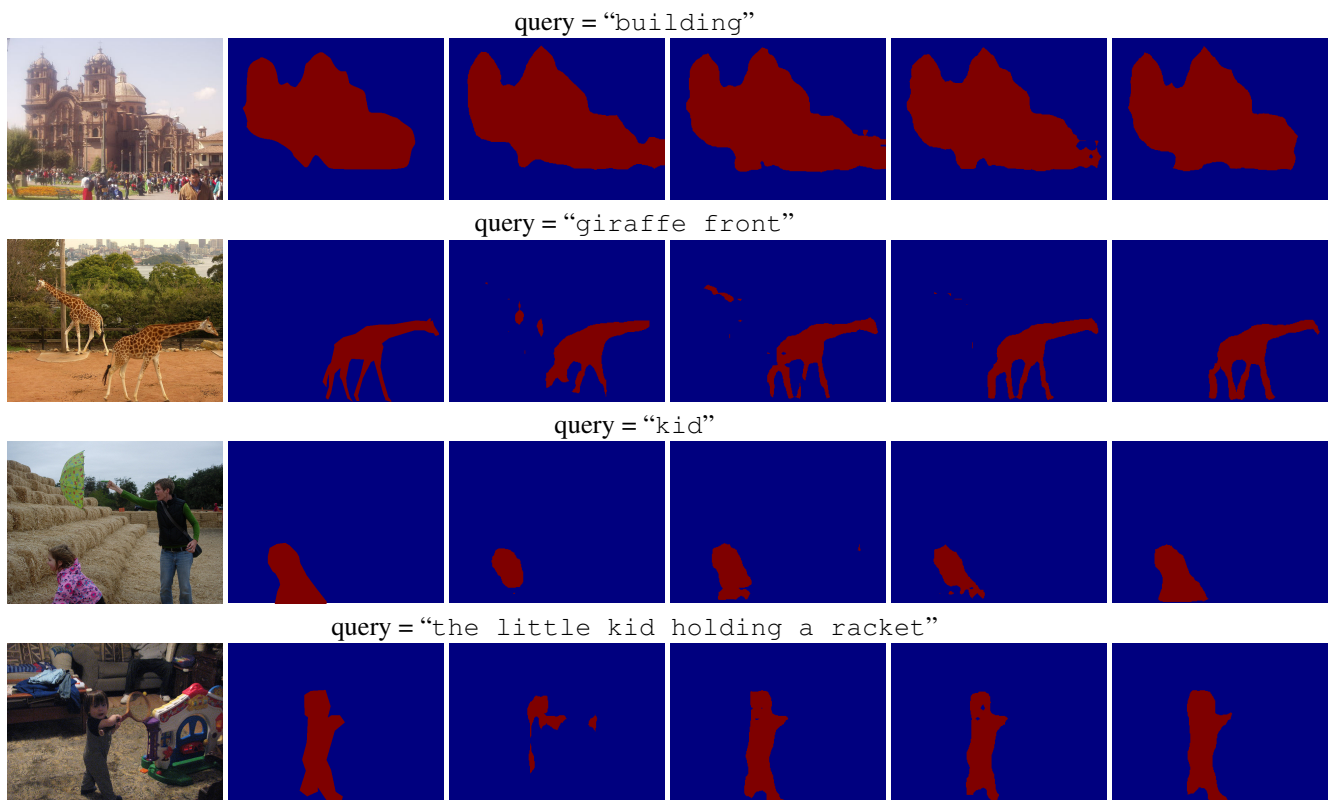 query = “building”
query = “giraffe front”
query = “kid”
query = “the little kid holding a racket”